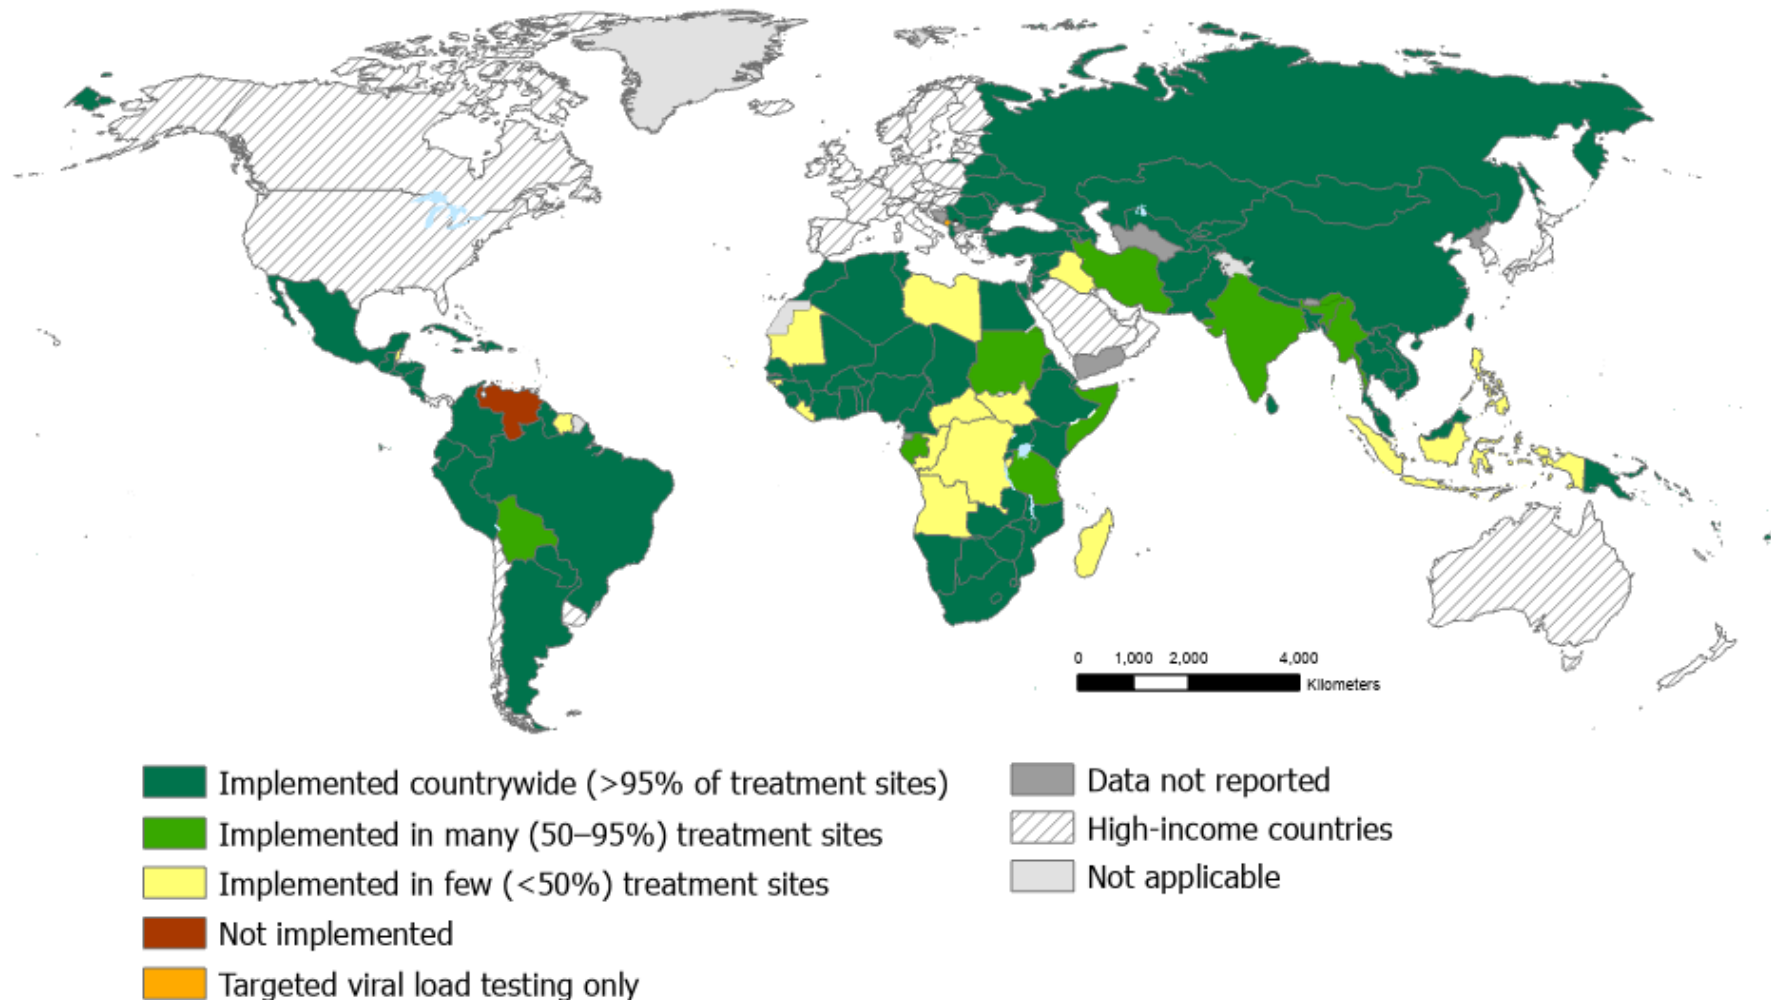 0 1,000 2,000 4,000
Kilometers
Implemented countrywide (>95% of treatment sites)
Implemented in many (50–95%) treatment sites
Implemented in few (<50%) treatment sites
Not implemented
Targeted viral load testing only
Data not reported
High-income countries
Not applicable